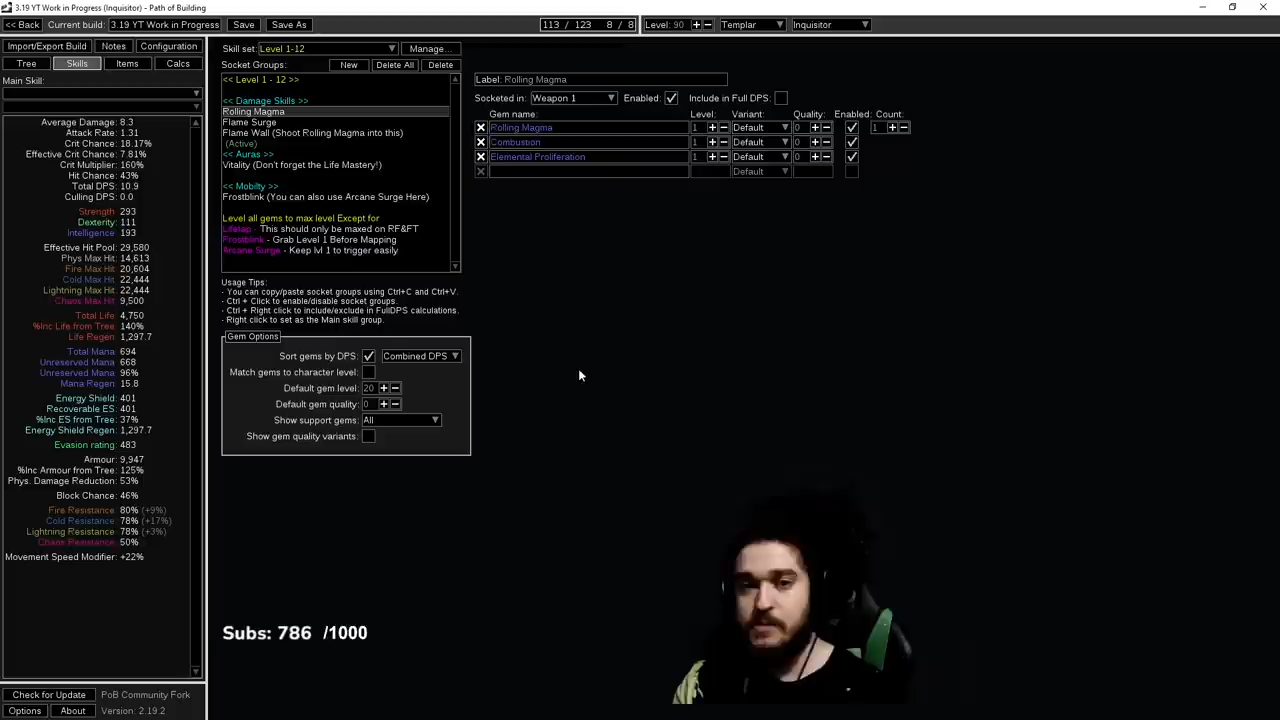 3.19 YT Work in Progress (Inquisitor) - Path of Building
<< Back Current build: 3.19 YT Work in Progress Save Save As 113 / 123 8 / 8 Level: 90 + − Templar Inquisitor
Import/Export Build Notes Configuration
Tree Skills Items Calcs
Main Skill:
Average Damage: 8.3
Attack Rate: 1.31
Crit Chance: 18.17%
Effective Crit Chance: 7.81%
Crit Multiplier: 160%
Hit Chance: 43%
Total DPS: 10.9
Culling DPS: 0.0
Strength: 293
Dexterity: 111
Intelligence: 193
Effective Hit Pool: 29,580
Phys Max Hit: 14,613
Fire Max Hit: 20,604
Cold Max Hit: 22,444
Lightning Max Hit: 22,444
Chaos Max Hit: 9,500
Total Life: 4,750
%Inc Life from Tree: 140%
Life Regen: 1,297.7
Total Mana: 694
Unreserved Mana: 668
Unreserved Mana: 96%
Mana Regen: 15.8
Energy Shield: 401
Recoverable ES: 401
%Inc ES from Tree: 37%
Energy Shield Regen: 1,297.7
Evasion rating: 483
Armour: 9,947
%Inc Armour from Tree: 125%
Phys. Damage Reduction: 53%
Block Chance: 46%
Fire Resistance: 80% (+9%)
Cold Resistance: 78% (+17%)
Lightning Resistance: 78% (+3%)
Chaos Resistance: 50%
Movement Speed Modifier: +22%
Check for Update PoB Community Fork
Options About Version: 2.19.2
Skill set: Level 1-12 Manage...
Socket Groups: New Delete All Delete
<< Level 1 - 12 >>
<< Damage Skills >>
Rolling Magma
Flame Surge
Flame Wall (Shoot Rolling Magma into this)
(Active)
<< Auras >>
Vitality (Don't forget the Life Mastery!)
<< Mobilty >>
Frostblink (You can also use Arcane Surge Here)
Level all gems to max level Except for
Lifetap - This should only be maxed on RF&FT
Frostblink - Grab Level 1 Before Mapping
Arcane Surge - Keep lvl 1 to trigger easily
Usage Tips:
- You can copy/paste socket groups using Ctrl+C and Ctrl+V.
- Ctrl + Click to enable/disable socket groups.
- Ctrl + Right click to include/exclude in FullDPS calculations.
- Right click to set as the Main skill group.
Gem Options
Sort gems by DPS: Combined DPS
Match gems to character level:
Default gem level: 20 + −
Default gem quality: 0 + −
Show support gems: All
Show gem quality variants:
Label: Rolling Magma
Socketed in: Weapon 1 Enabled: Include in Full DPS:
Gem name: Level: Variant: Quality: Enabled: Count:
Rolling Magma 1 + − Default 0 + − 1 + −
Combustion 1 + − Default 0 + −
Elemental Proliferation 1 + − Default 0 + −
Default
Subs: 786 /1000